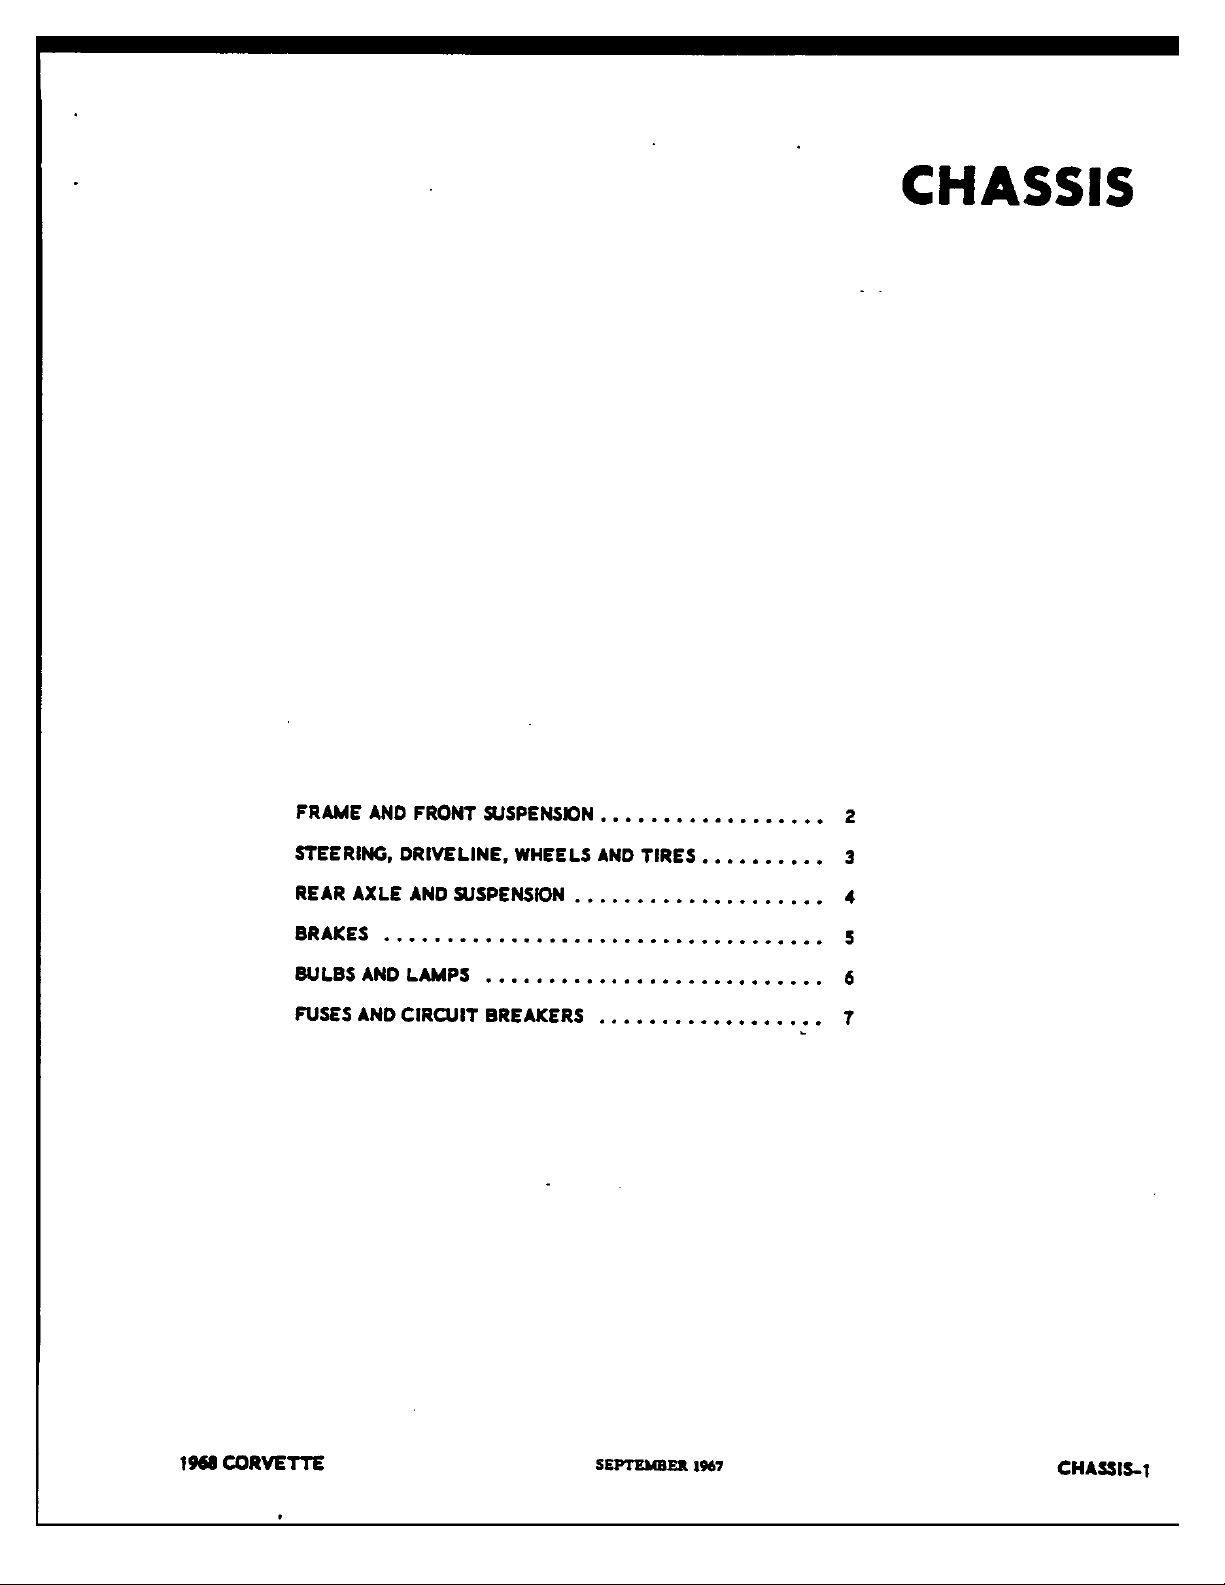 CHASSIS
FRAME AND FRONT SUSPENSION .................. 2
STEERING, DRIVELINE, WHEELS AND TIRES .......... 3
REAR AXLE AND SUSPENSION .................... 4
BRAKES ................................... 5
BULBS AND LAMPS ........................... 6
FUSES AND CIRCUIT BREAKERS .................. 7
1968 CORVETTE SEPTEMBER 1967 CHASSIS-1